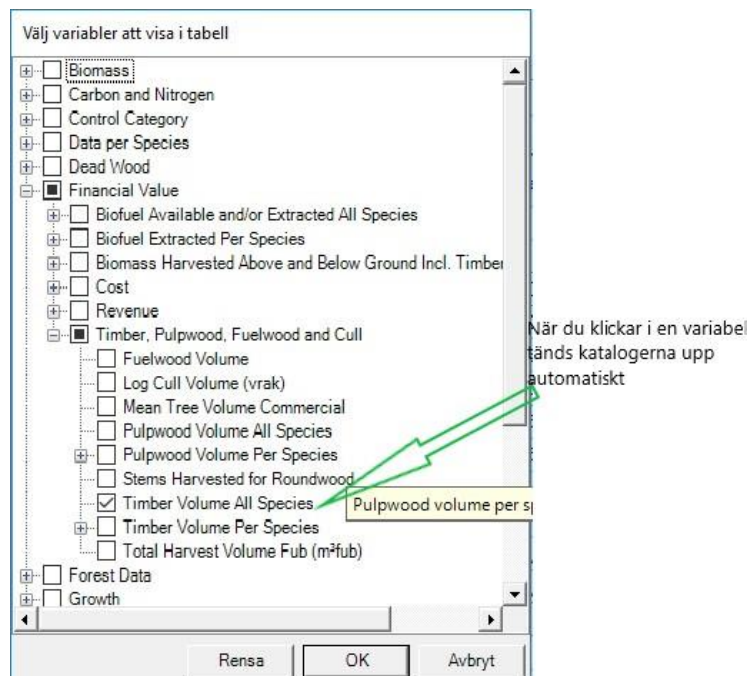 Välj variabler att visa i tabell
Biomass
Carbon and Nitrogen
Control Category
Data per Species
Dead Wood
Financial Value
Biofuel Available and/or Extracted All Species
Biofuel Extracted Per Species
Biomass Harvested Above and Below Ground Incl. Timber
Cost
Revenue
Timber, Pulpwood, Fuelwood and Cull
Fuelwood Volume
Log Cull Volume (vrak)
Mean Tree Volume Commercial
Pulpwood Volume All Species
Pulpwood Volume Per Species
Stems Harvested for Roundwood
Timber Volume All Species
Pulpwood volume per sp
Timber Volume Per Species
Total Harvest Volume Fub (m³fub)
Forest Data
Growth
Rensa
OK
Avbryt
När du klickar i en variabel
tänds katalogerna upp
automatiskt